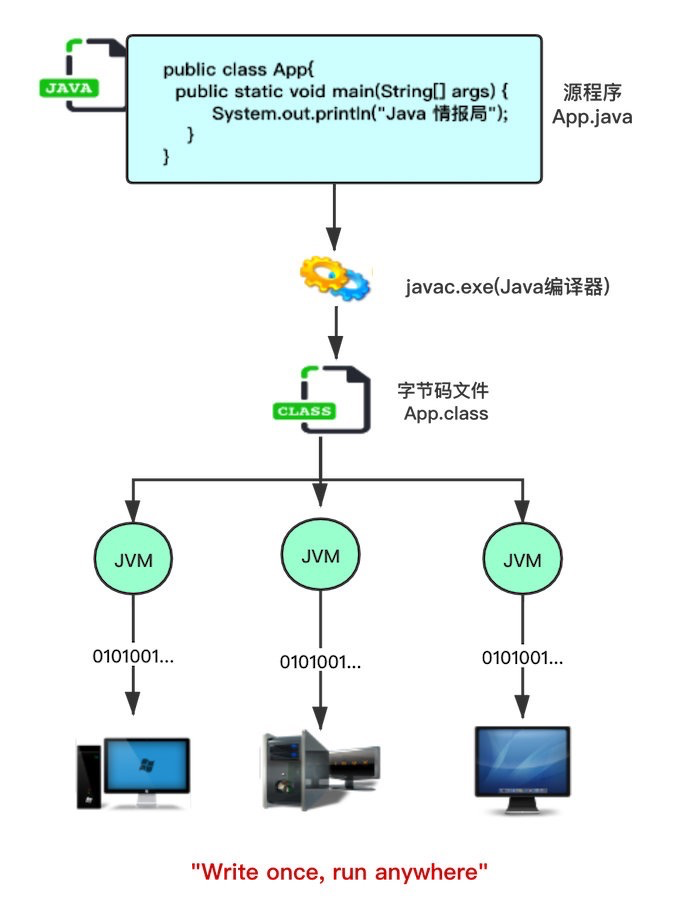 JAVA
public class App{
public static void main(String[] args) {
System.out.println("Java 情报局");
}
}
源程序
App.java
javac.exe(Java编译器)
CLASS
字节码文件
App.class
JVM
JVM
JVM
0101001...
0101001...
0101001...
"Write once, run anywhere"